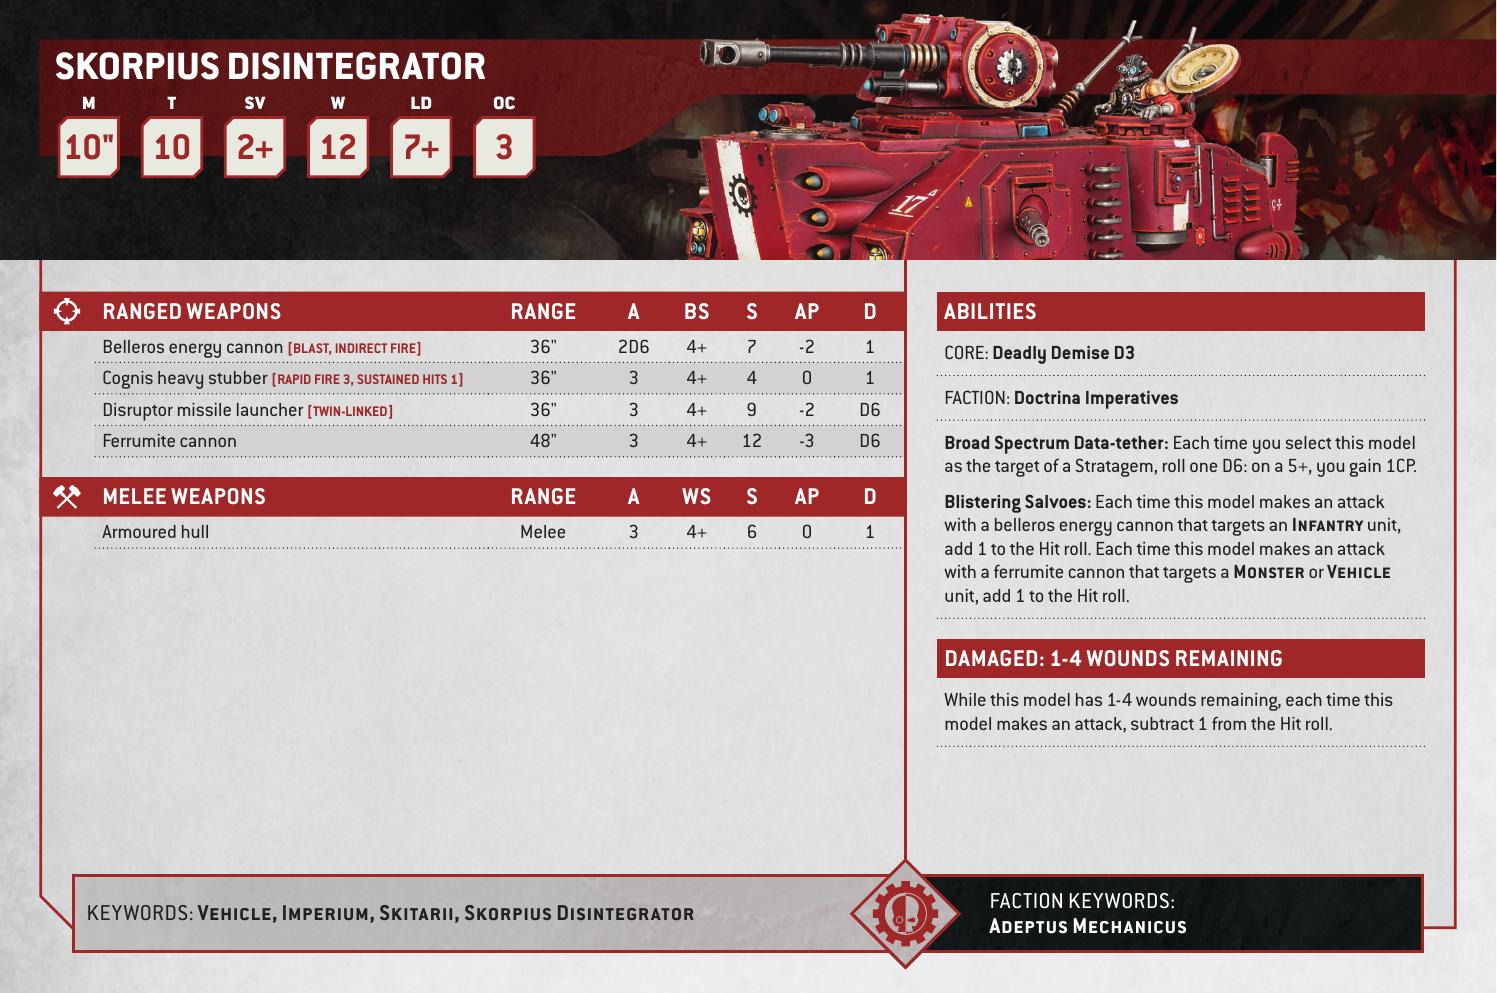 SKORPIUS DISINTEGRATOR
M T SV W LD OC
10" 10 2+ 12 7+ 3
17
RANGED WEAPONS RANGE A BS S AP D
Belleros energy cannon [BLAST, INDIRECT FIRE] 36" 2D6 4+ 7 -2 1
Cognis heavy stubber [RAPID FIRE 3, SUSTAINED HITS 1] 36" 3 4+ 4 0 1
Disruptor missile launcher [TWIN-LINKED] 36" 3 4+ 9 -2 D6
Ferrumite cannon 48" 3 4+ 12 -3 D6
MELEE WEAPONS RANGE A WS S AP D
Armoured hull Melee 3 4+ 6 0 1
ABILITIES
CORE: Deadly Demise D3
FACTION: Doctrina Imperatives
Broad Spectrum Data-tether: Each time you select this model
as the target of a Stratagem, roll one D6: on a 5+, you gain 1CP.
Blistering Salvoes: Each time this model makes an attack
with a belleros energy cannon that targets an INFANTRY unit,
add 1 to the Hit roll. Each time this model makes an attack
with a ferrumite cannon that targets a MONSTER or VEHICLE
unit, add 1 to the Hit roll.
DAMAGED: 1-4 WOUNDS REMAINING
While this model has 1-4 wounds remaining, each time this
model makes an attack, subtract 1 from the Hit roll.
KEYWORDS: VEHICLE, IMPERIUM, SKITARII, SKORPIUS DISINTEGRATOR
FACTION KEYWORDS:
ADEPTUS MECHANICUS